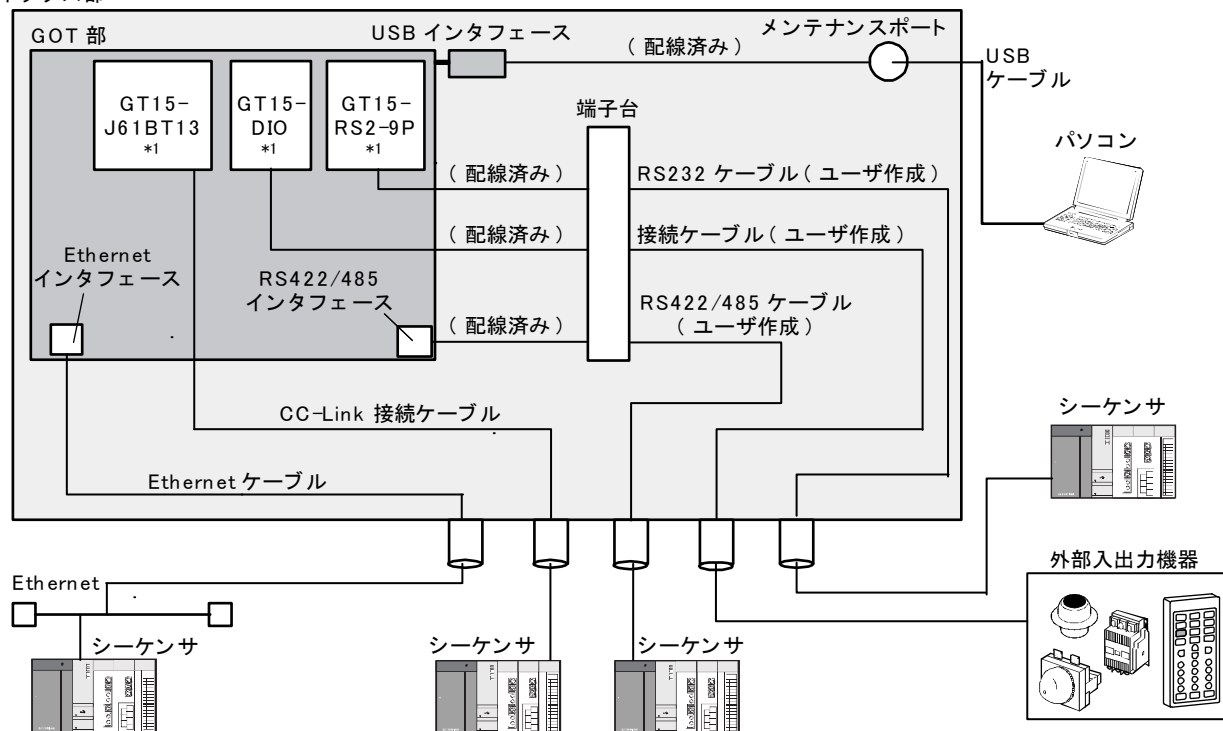 GOT 部
USB インタフェース
( 配線済み )
メンテナンスポート
USB
ケーブル
GT15-
J61BT13
*1
GT15-
DIO
*1
GT15-
RS2-9P
*1
端子台
パソコン
( 配線済み )
RS232 ケーブル( ユーザ作成 )
( 配線済み )
接続ケーブル( ユーザ作成 )
Ethernet
インタフェース
RS422/485
インタフェース
( 配線済み )
RS422/485 ケーブル
( ユーザ作成 )
CC-Link 接続ケーブル
Ethernet ケーブル
シーケンサ
外部入出力機器
Ethernet
シーケンサ
シーケンサ
シーケンサ